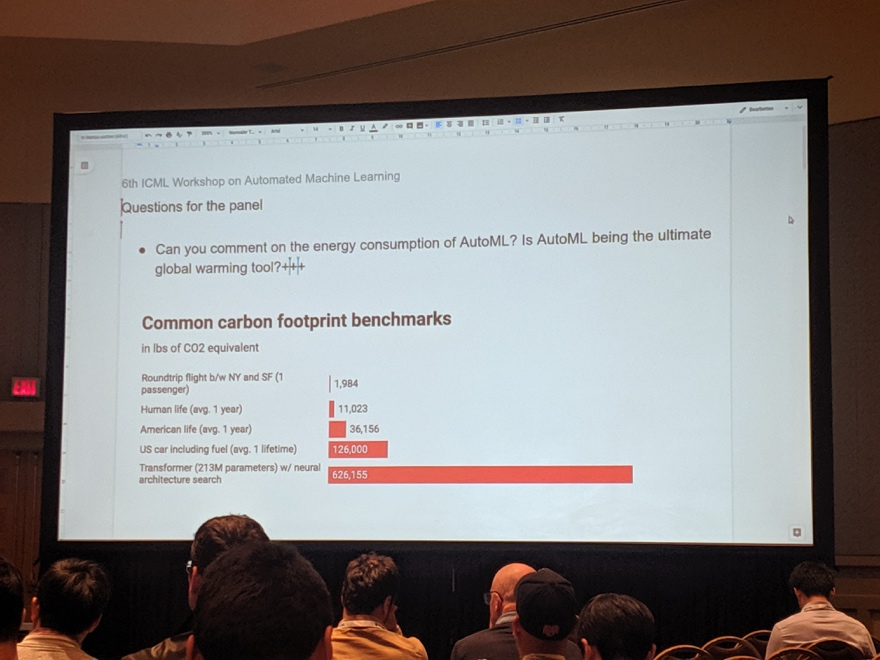 6th ICML Workshop on Automated Machine Learning
Questions for the panel
• Can you comment on the energy consumption of AutoML? Is AutoML being the ultimate
global warming tool?+++
Common carbon footprint benchmarks
in lbs of CO2 equivalent
Roundtrip flight b/w NY and SF (1
passenger)
1,984
Human life (avg. 1 year)
11,023
American life (avg. 1 year)
36,156
US car including fuel (avg. 1 lifetime)
126,000
Transformer (213M parameters) w/ neural
architecture search
626,155
EXIT